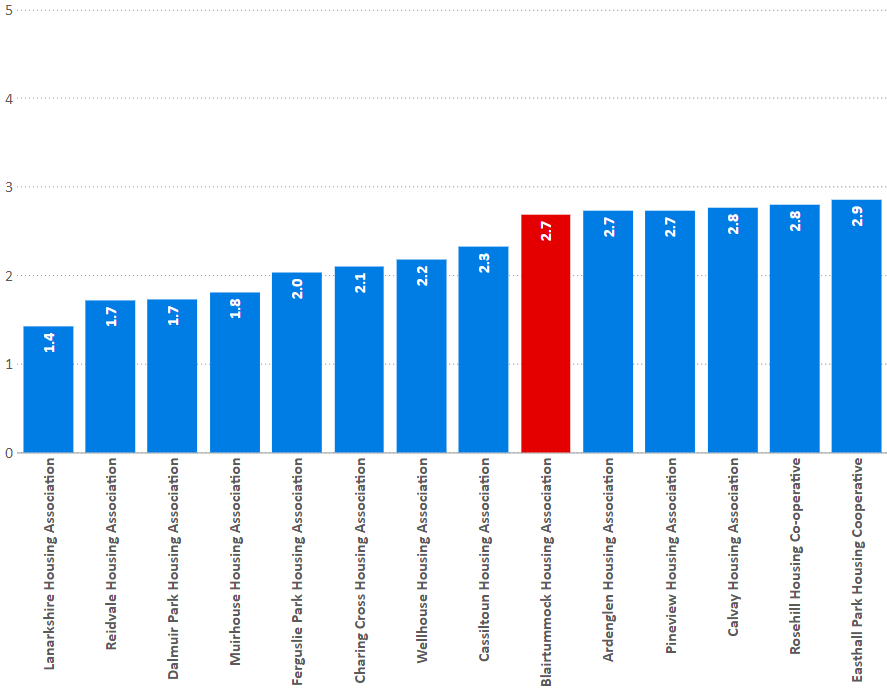 5
4
3
2
1
0
1.4
1.7
1.7
1.8
2.0
2.1
2.2
2.3
2.7
2.7
2.7
2.8
2.8
2.9
Lanarkshire Housing Association
Reidvale Housing Association
Dalmuir Park Housing Association
Muirhouse Housing Association
Ferguslie Park Housing Association
Charing Cross Housing Association
Wellhouse Housing Association
Cassiltoun Housing Association
Blairtummock Housing Association
Ardenglen Housing Association
Pineview Housing Association
Calvay Housing Association
Rosehill Housing Co-operative
Easthall Park Housing Cooperative